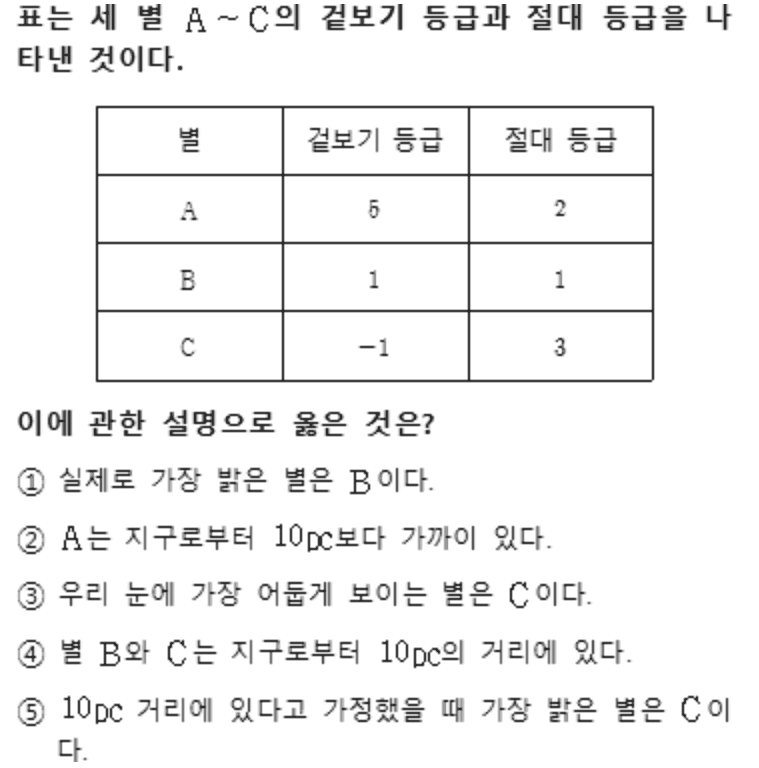 표는 세 별 A ~ C의 겉보기 등급과 절대 등급을 나
타낸 것이다.
별 겉보기 등급 절대 등급
A 5 2
B 1 1
C －1 3
이에 관한 설명으로 옳은 것은?
① 실제로 가장 밝은 별은 B이다.
② A는 지구로부터 10pc보다 가까이 있다.
③ 우리 눈에 가장 어둡게 보이는 별은 C이다.
④ 별 B와 C는 지구로부터 10pc의 거리에 있다.
⑤ 10pc 거리에 있다고 가정했을 때 가장 밝은 별은 C이
다.